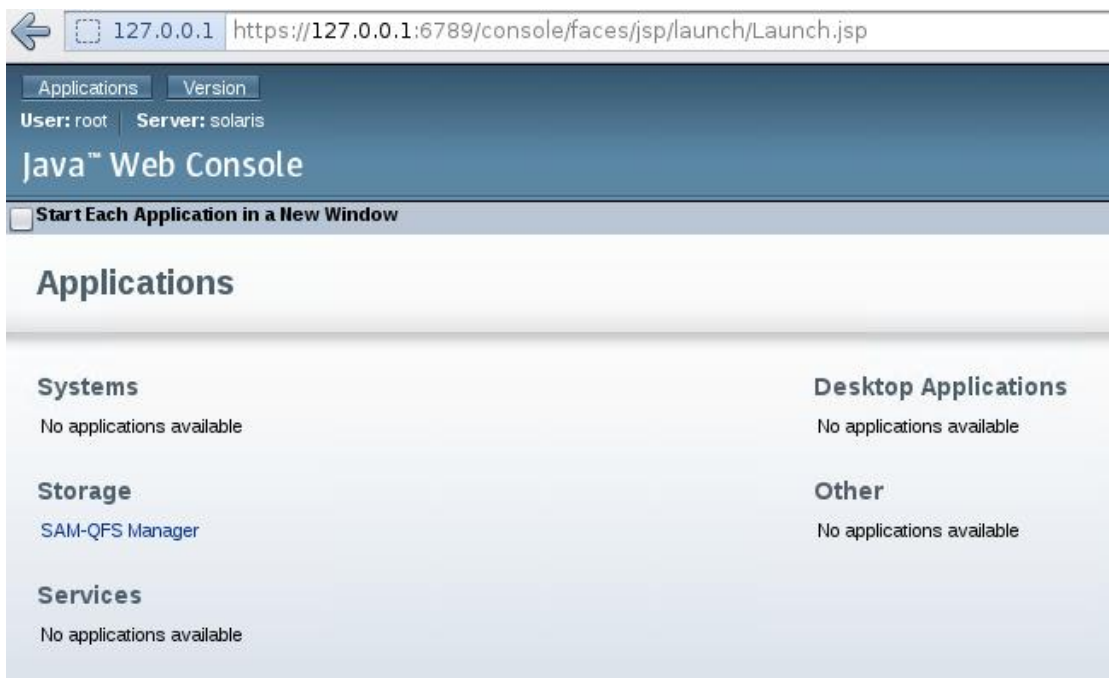 127.0.0.1 https://127.0.0.1:6789/console/faces/jsp/launch/Launch.jsp
Applications Version
User: root Server: solaris
Java™ Web Console
Start Each Application in a New Window
Applications
Systems
No applications available
Storage
SAM-QFS Manager
Services
No applications available
Desktop Applications
No applications available
Other
No applications available